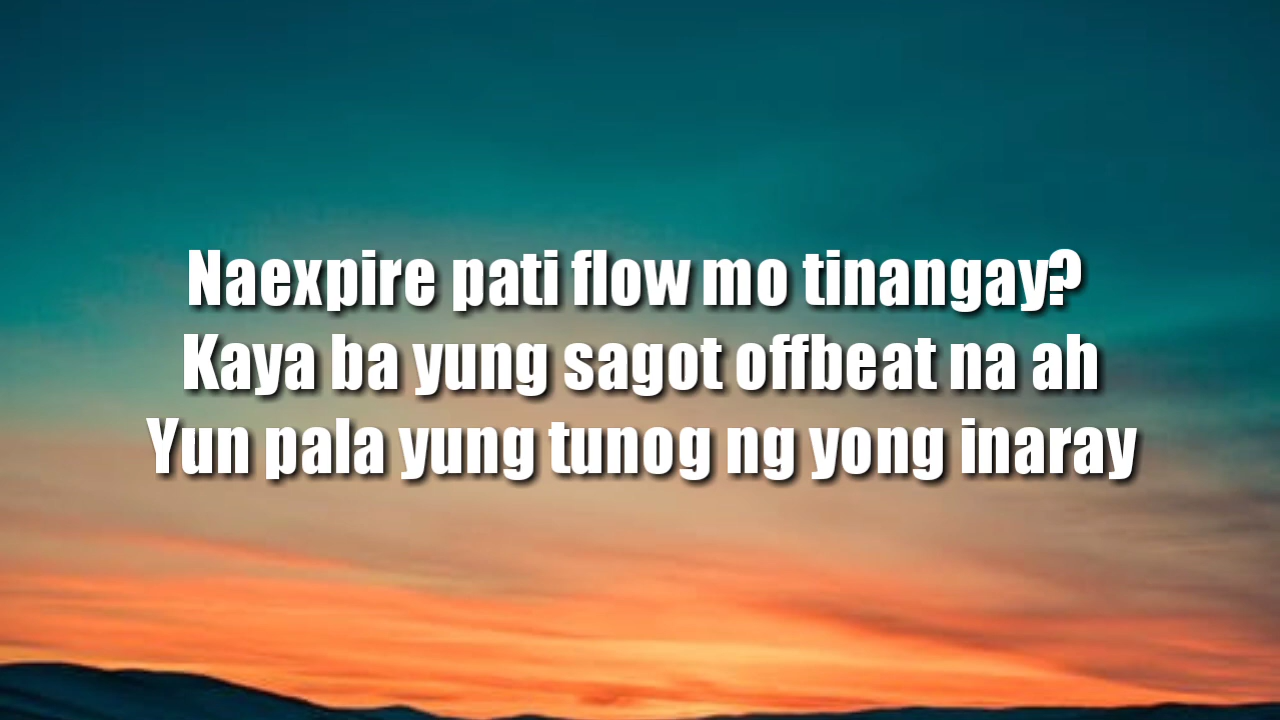 Naexpire pati flow mo tinangay?
Kaya ba yung sagot offbeat na ah
Yun pala yung tunog ng yong inaray